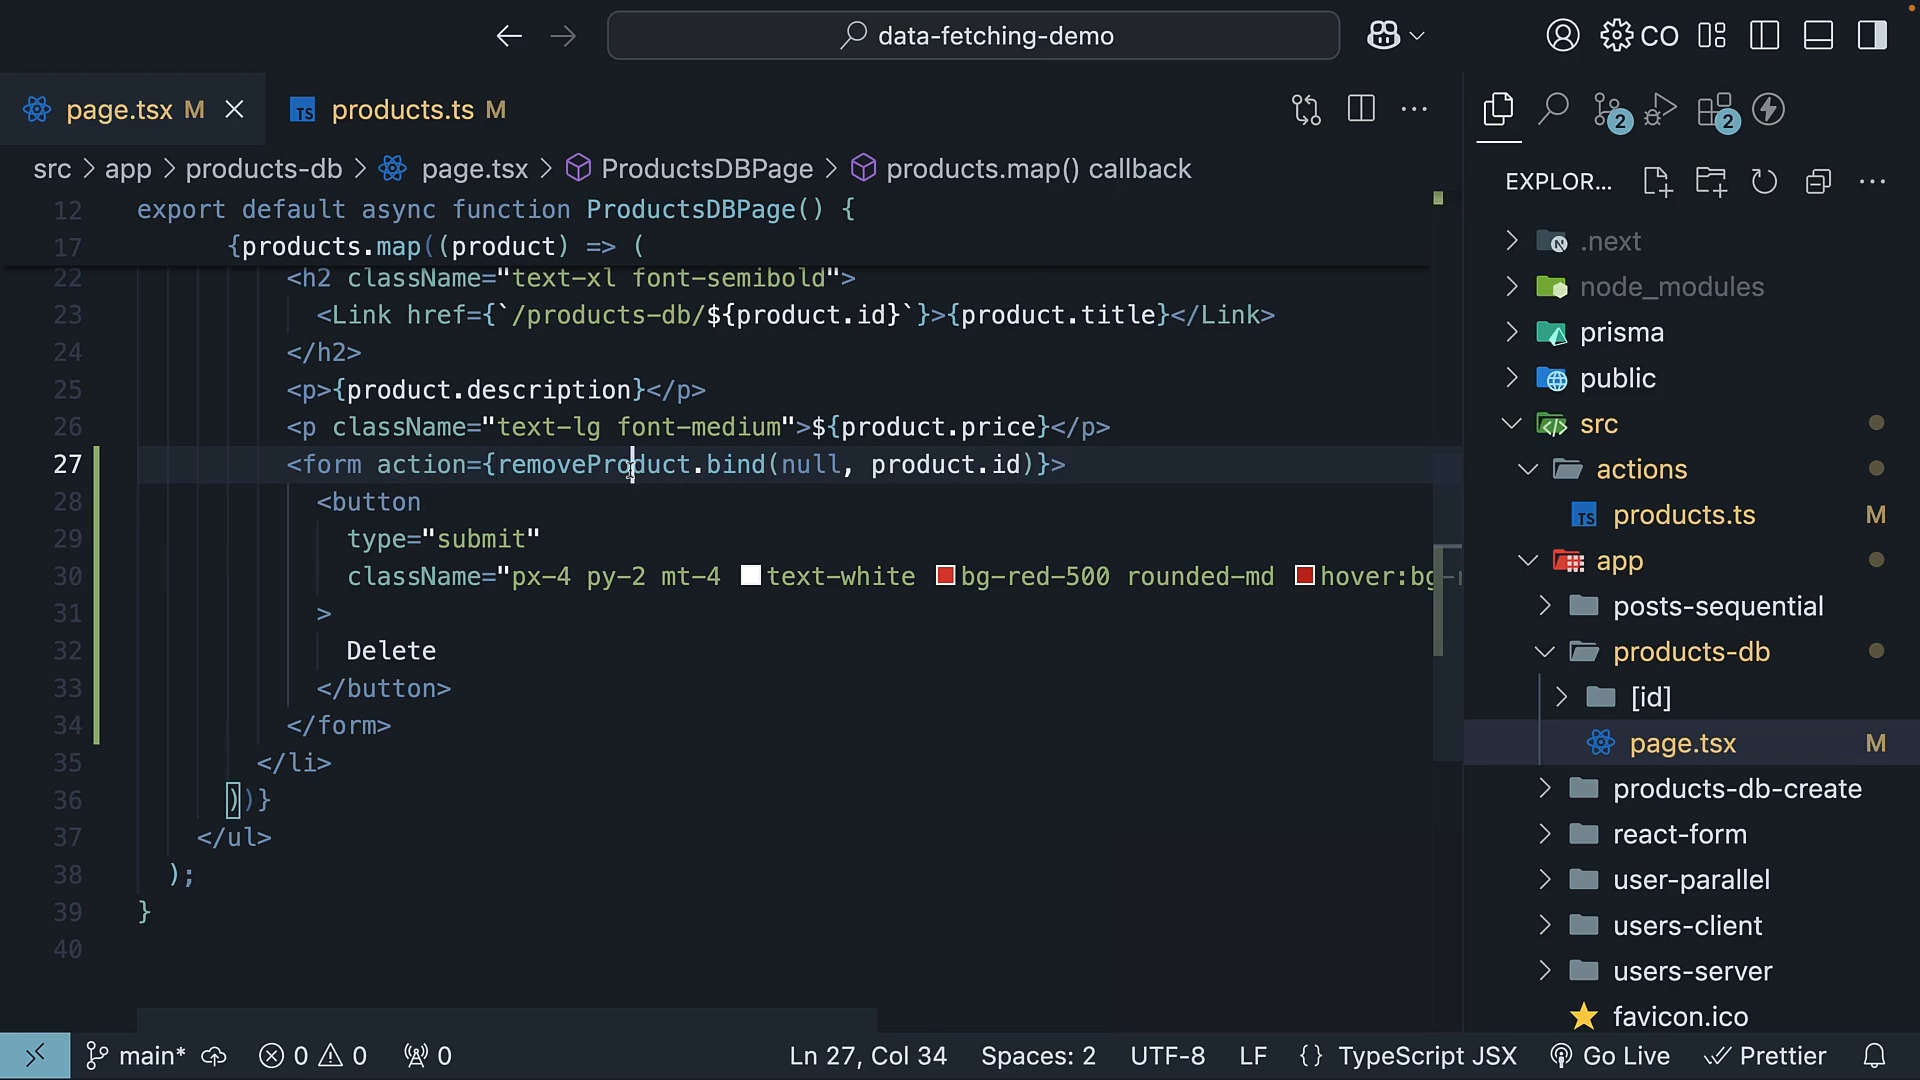 data-fetching-demo
CO
page.tsx M
products.ts M
2
2
src > app > products-db > page.tsx > ProductsDBPage > products.map() callback
12 export default async function ProductsDBPage() {
17 {products.map((product) => (
22 <h2 className="text-xl font-semibold">
23 <Link href={`/products-db/${product.id}`}>{product.title}</Link>
24 </h2>
25 <p>{product.description}</p>
26 <p className="text-lg font-medium">${product.price}</p>
27 <form action={removeProduct.bind(null, product.id)}>
28 <button
29 type="submit"
30 className="px-4 py-2 mt-4 text-white bg-red-500 rounded-md hover:bg-
31 >
32 Delete
33 </button>
34 </form>
35 </li>
36 ))}
37 </ul>
38 );
39 }
40
EXPLOR...
.next
node_modules
prisma
public
src
actions
TS products.ts M
app
posts-sequential
products-db
[id]
page.tsx M
products-db-create
react-form
user-parallel
users-client
users-server
favicon.ico
main* 0 0 0 Ln 27, Col 34 Spaces: 2 UTF-8 LF {} TypeScript JSX Go Live Prettier